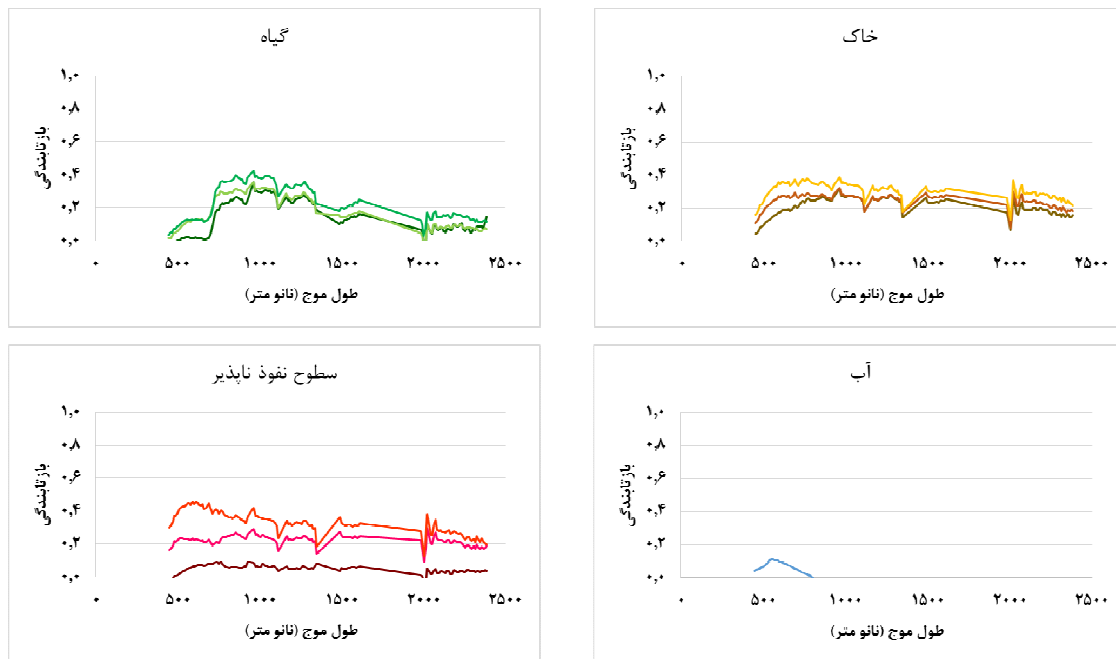 گیاه
۱,۰
۰,۸
۰,۶
۰,۴
۰,۲
۰,۰
بازتابندگی
۰ ۵۰۰ ۱۰۰۰ ۱۵۰۰ ۲۰۰۰ ۲۵۰۰
طول موج (نانو متر)
خاک
۱,۰
۰,۸
۰,۶
۰,۴
۰,۲
۰,۰
بازتابندگی
۰ ۵۰۰ ۱۰۰۰ ۱۵۰۰ ۲۰۰۰ ۲۵۰۰
طول موج (نانو متر)
سطوح نفوذ ناپذیر
۱,۰
۰,۸
۰,۶
۰,۴
۰,۲
۰,۰
بازتابندگی
۰ ۵۰۰ ۱۰۰۰ ۱۵۰۰ ۲۰۰۰ ۲۵۰۰
طول موج (نانو متر)
آب
۱,۰
۰,۸
۰,۶
۰,۴
۰,۲
۰,۰
بازتابندگی
۰ ۵۰۰ ۱۰۰۰ ۱۵۰۰ ۲۰۰۰ ۲۵۰۰
طول موج (نانو متر)